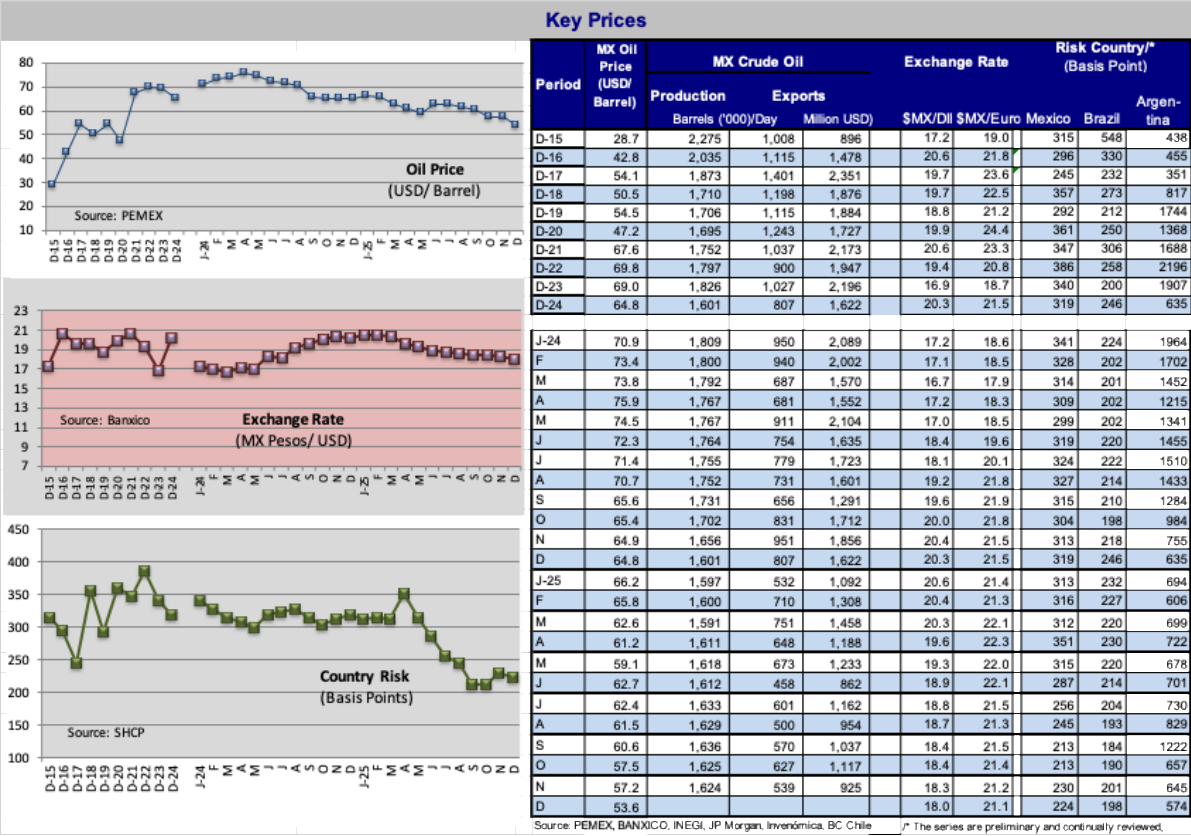 Key Prices
80
70
60
50
40
30
20
10
Oil Price
(USD/ Barrel)
Source: PEMEX
D-15 D-16 D-17 D-18 D-19 D-20 D-21 D-22 D-23 D-24 J-24 F M A M J J A S O N D J-25 F M A M J J A S O N D
23
21
19
17
15
13
11
9
7
Source: Banxico
Exchange Rate
(MX Pesos/ USD)
D-15 D-16 D-17 D-18 D-19 D-20 D-21 D-22 D-23 D-24 J-24 F M A M J J A S O N D J-25 F M A M J J A S O N D
450
400
350
300
250
200
150
100
Country Risk
(Basis Points)
Source: SHCP
D-15 D-16 D-17 D-18 D-19 D-20 D-21 D-22 D-23 D-24 J-24 F M A M J J A S O N D J-25 F M A M J J A S O N D
Period
MX Oil
Price
(USD/
Barrel)
MX Crude Oil
Production Exports
Barrels ('000)/Day Million USD)
Exchange Rate
$MX/Dll $MX/Euro
Risk Country/*
(Basis Point)
Mexico Brazil
Argen-
tina
D-15 28.7 2,275 1,008 896 17.2 19.0 315 548 438
D-16 42.8 2,035 1,115 1,478 20.6 21.8 296 330 455
D-17 54.1 1,873 1,401 2,351 19.7 23.6 245 232 351
D-18 50.5 1,710 1,198 1,876 19.7 22.5 357 273 817
D-19 54.5 1,706 1,115 1,884 18.8 21.2 292 212 1744
D-20 47.2 1,695 1,243 1,727 19.9 24.4 361 250 1368
D-21 67.6 1,752 1,037 2,173 20.6 23.3 347 306 1688
D-22 69.8 1,797 900 1,947 19.4 20.8 386 258 2196
D-23 69.0 1,826 1,027 2,196 16.9 18.7 340 200 1907
D-24 64.8 1,601 807 1,622 20.3 21.5 319 246 635
J-24 70.9 1,809 950 2,089 17.2 18.6 341 224 1964
F 73.4 1,800 940 2,002 17.1 18.5 328 202 1702
M 73.8 1,792 687 1,570 16.7 17.9 314 201 1452
A 75.9 1,767 681 1,552 17.2 18.3 309 202 1215
M 74.5 1,767 911 2,104 17.0 18.5 299 202 1341
J 72.3 1,764 754 1,635 18.4 19.6 319 220 1455
J 71.4 1,755 779 1,723 18.1 20.1 324 222 1510
A 70.7 1,752 731 1,601 19.2 21.8 327 214 1433
S 65.6 1,731 656 1,291 19.6 21.9 315 210 1284
O 65.4 1,702 831 1,712 20.0 21.8 304 198 984
N 64.9 1,656 951 1,856 20.4 21.5 313 218 755
D 64.8 1,601 807 1,622 20.3 21.5 319 246 635
J-25 66.2 1,597 532 1,092 20.6 21.4 313 232 694
F 65.8 1,600 710 1,308 20.4 21.3 316 227 606
M 62.6 1,591 751 1,458 20.3 22.1 312 220 699
A 61.2 1,611 648 1,188 19.6 22.3 351 230 722
M 59.1 1,618 673 1,233 19.3 22.0 315 220 678
J 62.7 1,612 458 862 18.9 22.1 287 214 701
J 62.4 1,633 601 1,162 18.8 21.5 256 204 730
A 61.5 1,629 500 954 18.7 21.3 245 193 829
S 60.6 1,636 570 1,037 18.4 21.5 213 184 1222
O 57.5 1,625 627 1,117 18.4 21.4 213 190 657
N 57.2 1,624 539 925 18.3 21.2 230 201 645
D 53.6 18.0 21.1 224 198 574
Source: PEMEX, BANXICO, INEGI, JP Morgan, Invenómica, BC Chile /* The series are preliminary and continually reviewed,